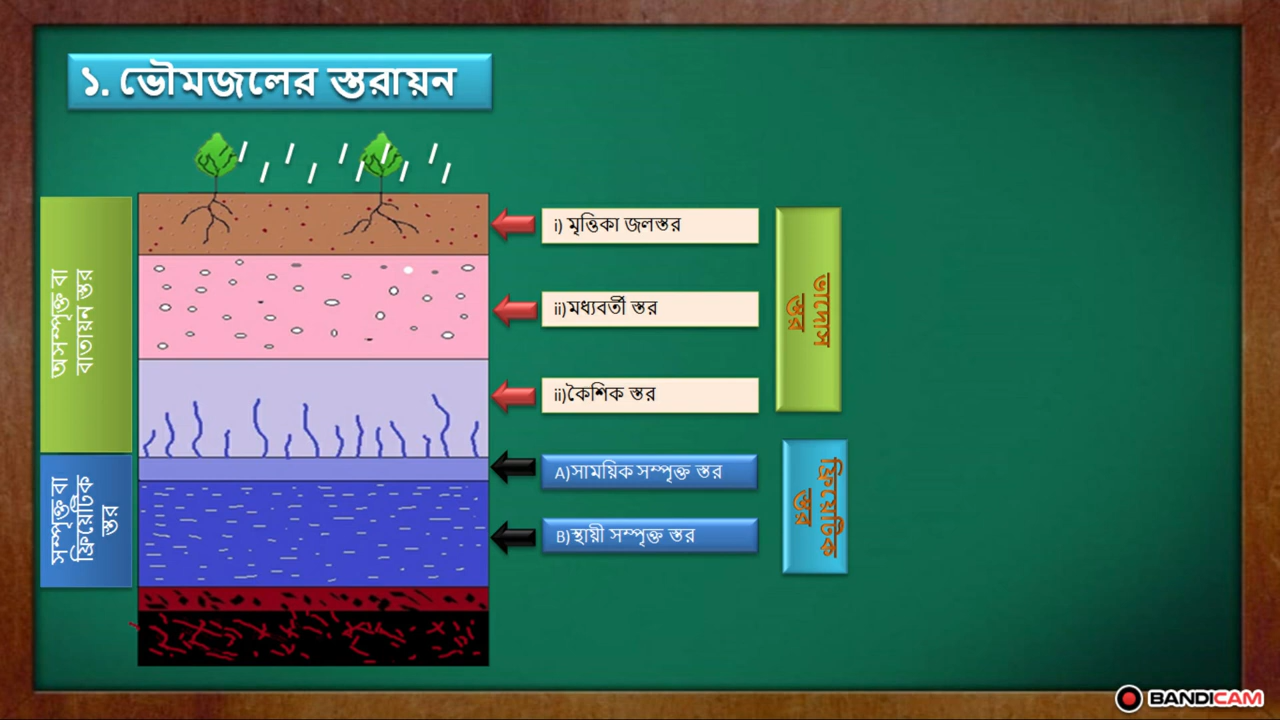 ১. ভৌমজলের স্তরায়ন
অসম্পৃক্ত বা
বাতায়ন স্তর
i) মৃত্তিকা জলস্তর
ii)মধ্যবর্তী স্তর
ii)কৈশিক স্তর
ভাদোস
স্তর
সম্পৃক্ত বা
ফ্রিয়েটিক
স্তর
A)সাময়িক সম্পৃক্ত স্তর
B)স্থায়ী সম্পৃক্ত স্তর
ফ্রিয়েটিক
স্তর
BANDICAM